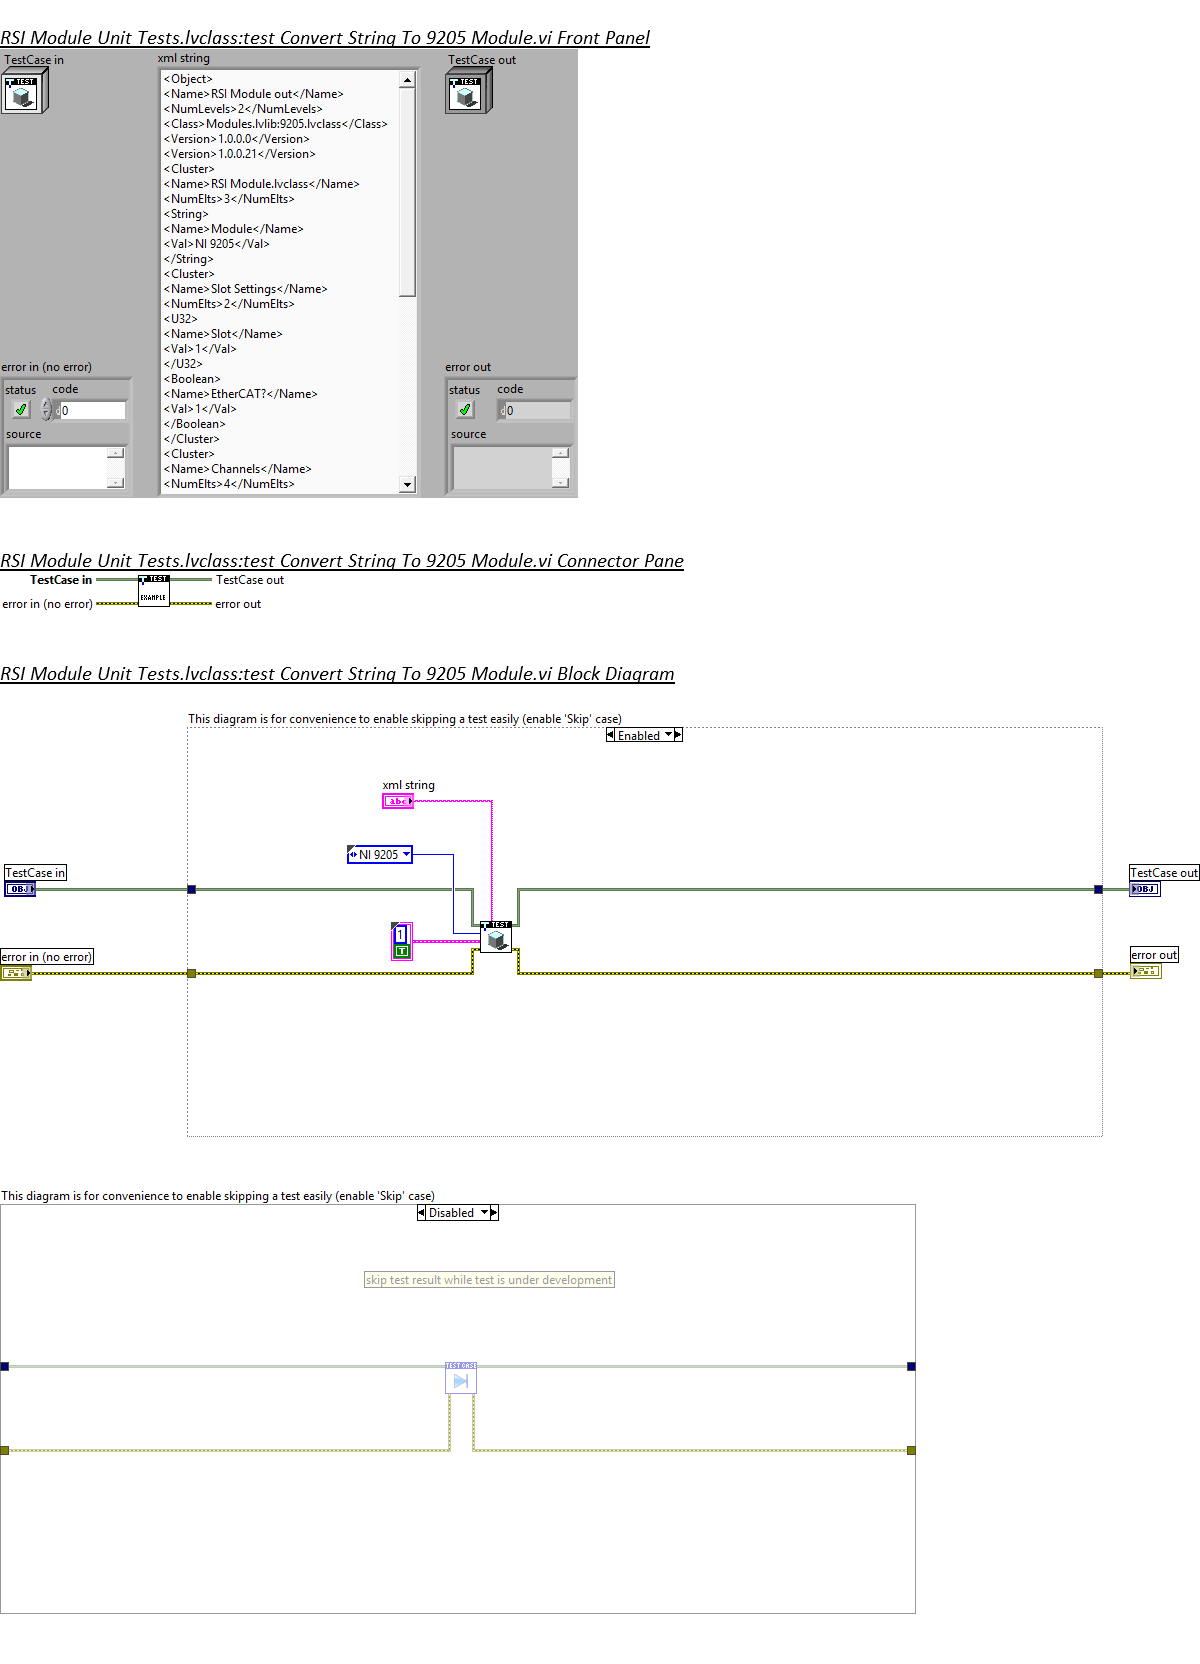 RSI Module Unit Tests.lvclass:test Convert String To 9205 Module.vi Front Panel
TestCase in
xml string
TestCase out
TEST
TEST
<Object>
<Name>RSI Module out</Name>
<NumLevels>2</NumLevels>
<Class>Modules.lvlib:9205.lvclass</Class>
<Version>1.0.0.0</Version>
<Version>1.0.0.21</Version>
<Cluster>
<Name>RSI Module.lvclass</Name>
<NumElts>3</NumElts>
<String>
<Name>Module</Name>
<Val>NI 9205</Val>
</String>
<Cluster>
<Name>Slot Settings</Name>
<NumElts>2</NumElts>
<U32>
<Name>Slot</Name>
<Val>1</Val>
</U32>
<Boolean>
<Name>EtherCAT?</Name>
<Val>1</Val>
</Boolean>
</Cluster>
<Cluster>
<Name>Channels</Name>
<NumElts>4</NumElts>
error in (no error)
status code
d0
source
error out
status code
d0
source
RSI Module Unit Tests.lvclass:test Convert String To 9205 Module.vi Connector Pane
TestCase in
TEST
TestCase out
error in (no error)
EXAMPLE
error out
RSI Module Unit Tests.lvclass:test Convert String To 9205 Module.vi Block Diagram
This diagram is for convenience to enable skipping a test easily (enable 'Skip' case)
Enabled
xml string
abc
NI 9205
TestCase in
OBJ
TestCase out
OBJ
1
T
TEST
error in (no error)
error out
This diagram is for convenience to enable skipping a test easily (enable 'Skip' case)
Disabled
skip test result while test is under development
TEST CASE